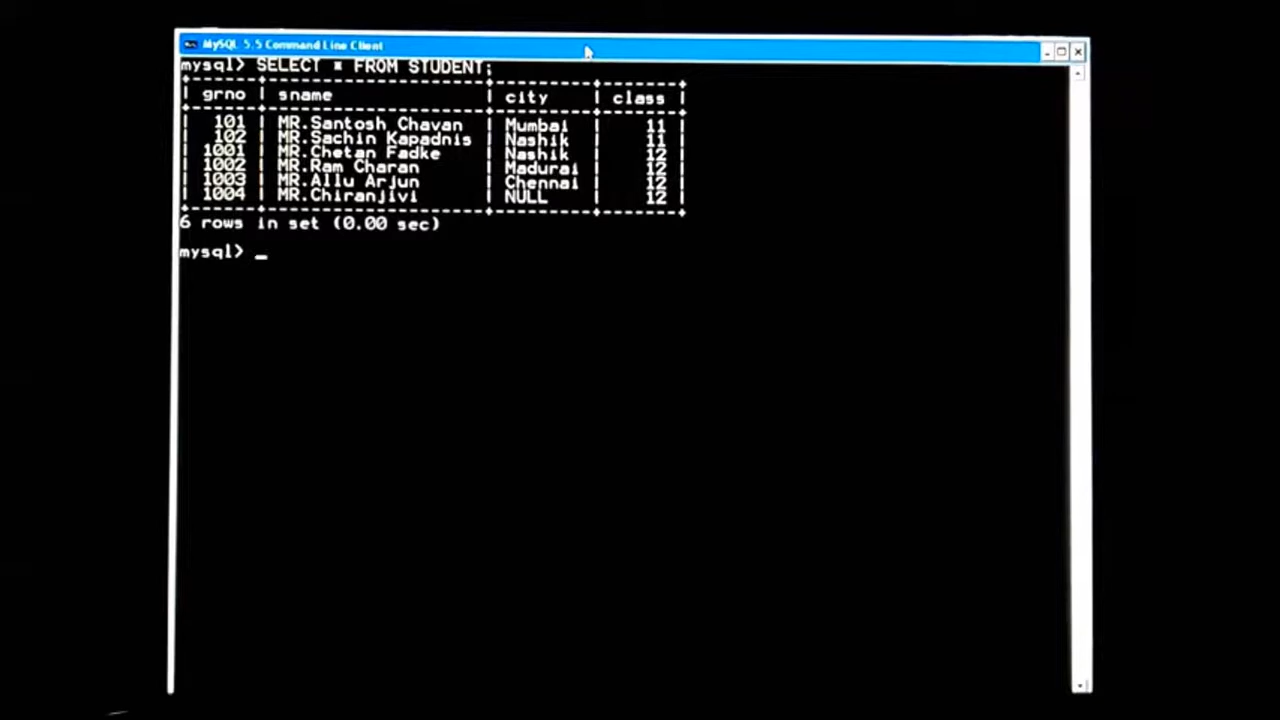 MySQL 5.5 Command Line Client
mysql> SELECT * FROM STUDENT;
+------+--------------------+---------+-------+
| grno | sname | city | class |
+------+--------------------+---------+-------+
| 101 | MR.Santosh Chavan | Mumbai | 11 |
| 102 | MR.Sachin Kapadnis | Nashik | 11 |
| 1001 | MR.Chetan Fadke | Nashik | 12 |
| 1002 | MR.Ram Charan | Madurai | 12 |
| 1003 | MR.Allu Arjun | Chennai | 12 |
| 1004 | MR.Chiranjivi | NULL | 12 |
+------+--------------------+---------+-------+
6 rows in set (0.00 sec)
mysql> _